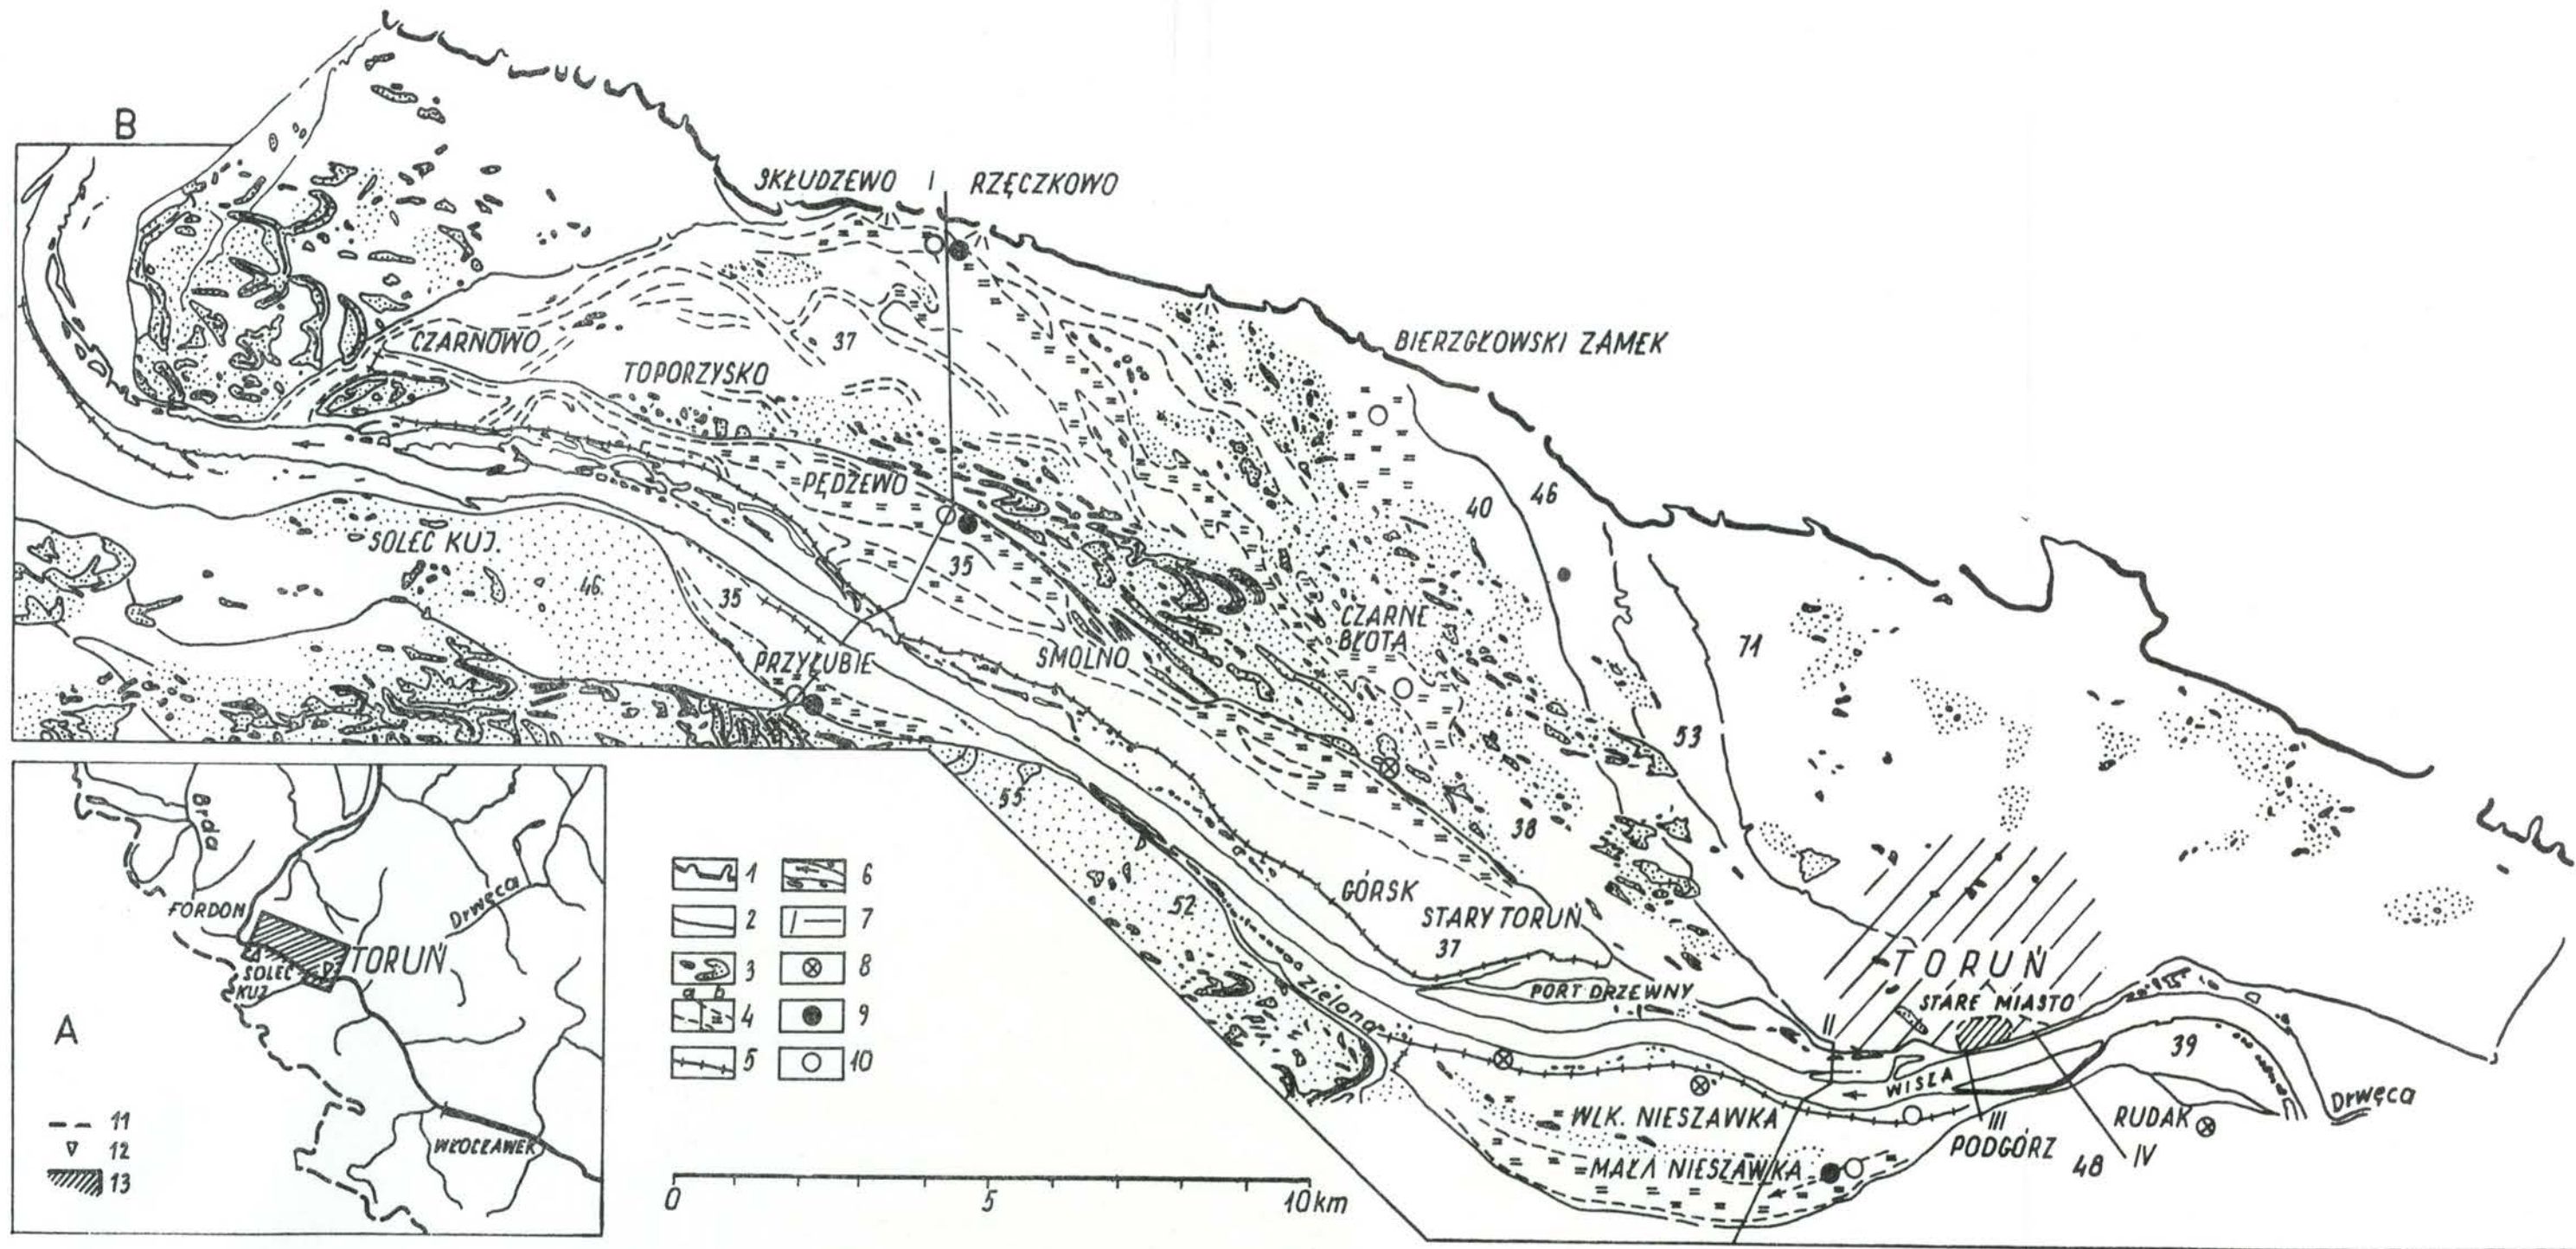 B
SKŁUDZEWO I RZĘCZKOWO
BIERZGŁOWSKI ZAMEK
CZARNOWO
37
TOPORZYSKO
PĘDZEWO
40
46
SOLEC KUJ.
46
35
35
CZARNE
BŁOTA
71
PRZYŁUBIE
SMOLNO
53
55
38
52
GÓRSK
STARY TORUŃ
37
TORUŃ
PORT DRZEWNY
STARE MIASTO
Zielona
II
39
WISŁA
Drwęca
WLK. NIESZAWKA
III
RUDAK
PODGÓRZ
IV
MAŁA NIESZAWKA
48
Brda
FORDON
Drwęca
TORUŃ
SOLEC
KUJ.
A
WŁOCŁAWEK
11
12
13
1
6
2
7
3
8
a b
4
9
5
10
0 5 10 km